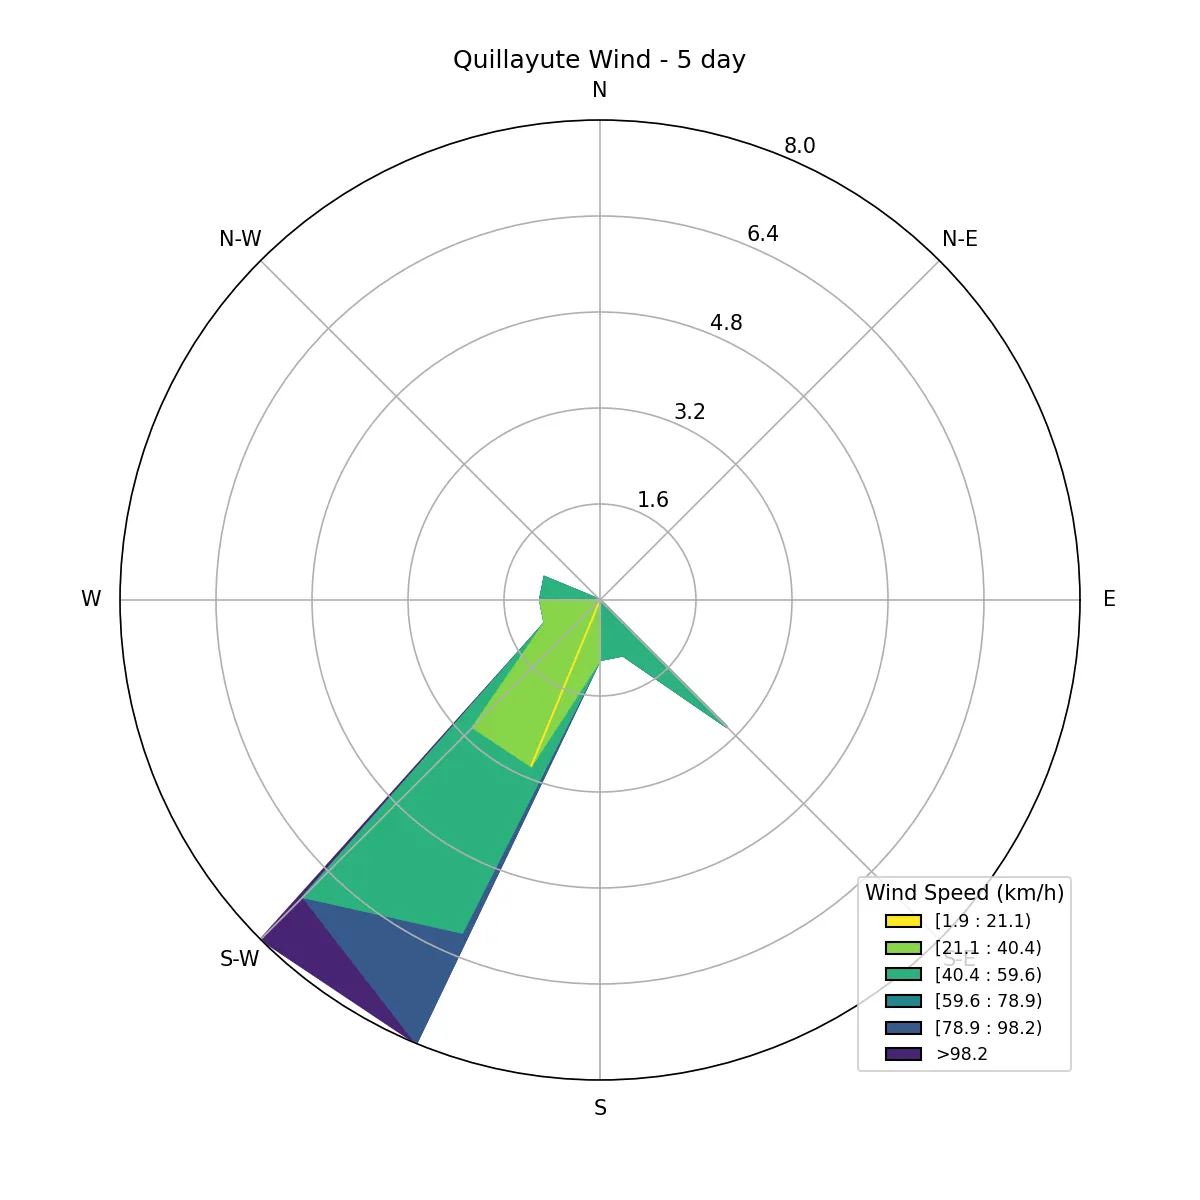 Quillayute Wind - 5 day
N
8.0
N-W
N-E
6.4
4.8
3.2
1.6
W
E
S-W
S-E
S
Wind Speed (km/h)
[1.9 : 21.1)
[21.1 : 40.4)
[40.4 : 59.6)
[59.6 : 78.9)
[78.9 : 98.2)
>98.2